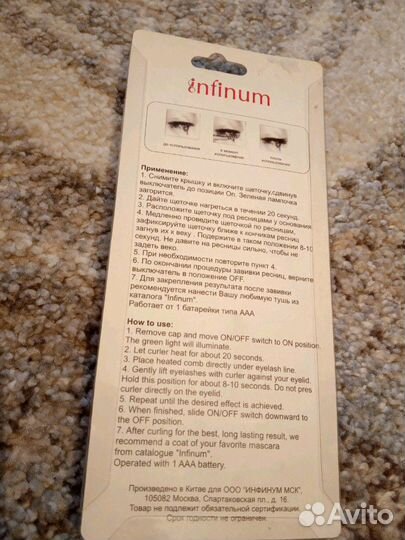 infinum
до использования
в момент
использования
после
использования
Применение:
1. Снимите крышку и включите щеточку,сдвинув
выключатель до позиции On. Зеленая лампочка
загорится.
2. Дайте щеточке нагреться в течении 20 секунд.
3. Расположите щеточку под ресницами у основания
4. Медленно проведите щеточкой по ресницам,
зафиксируйте щеточку ближе к кончикам ресниц
загнув их к веху . Подержите в таком положении 8-10
секунд. Не давите на ресницы сильно, чтобы не
задеть веко.
5. При необходимости повторите пункт 4.
6. По окончании процедуры завивки ресниц, верните
выключатель в положение OFF.
7. Для закрепления результата после завивки
рекомендуется нанести Вашу любимую тушь из
каталога "Infinum".
Работает от 1 батарейки типа ААА
How to use:
1. Remove cap and move ON/OFF switch to ON position.
The green light will illuminate.
2. Let curler heat for about 20 seconds.
3. Place heated comb directly under eyelash line.
4. Gently lift eyelashes with curler against your eyelid.
Hold this position for about 8-10 seconds. Do not pres
curler directly on the eyelid.
5. Repeat until the desired effect is achieved.
6. When finished, slide ON/OFF switch downward to
the OFF position.
7. After curling for the best, long lasting result, we
recommend a coat of your favorite mascara
from catalogue "Infinum".
Operated with 1 AAA battery.
Произведено в Китае для ООО "ИНФИНУМ МСК",
105082 Москва, Спартаковская пл., д. 16.
Товар не подлежит обязательной сертификации.
Срок годности не ограничен.
Avito